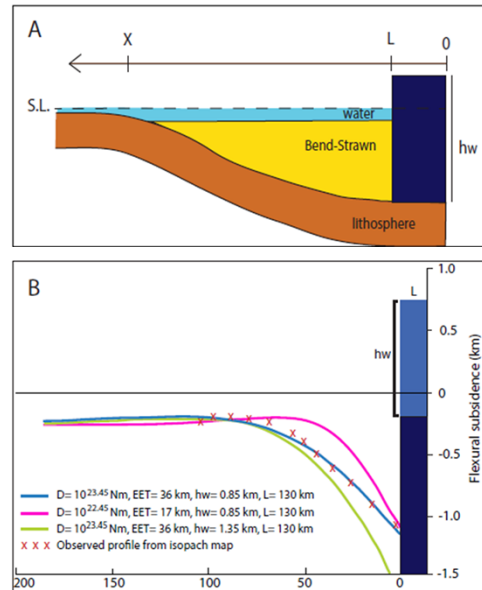 A
X
L
0
S.L.
water
Bend-Strawn
hw
lithosphere
B
L
1.0
hw
0.5
0
-0.5
-1.0
-1.5
Flexural subsidence (km)
D= 10^23.45 Nm, EET= 36 km, hw= 0.85 km, L= 130 km
D= 10^22.45 Nm, EET= 17 km, hw= 0.85 km, L= 130 km
D= 10^23.45 Nm, EET= 36 km, hw= 1.35 km, L= 130 km
x x x Observed profile from isopach map
200 150 100 50 0